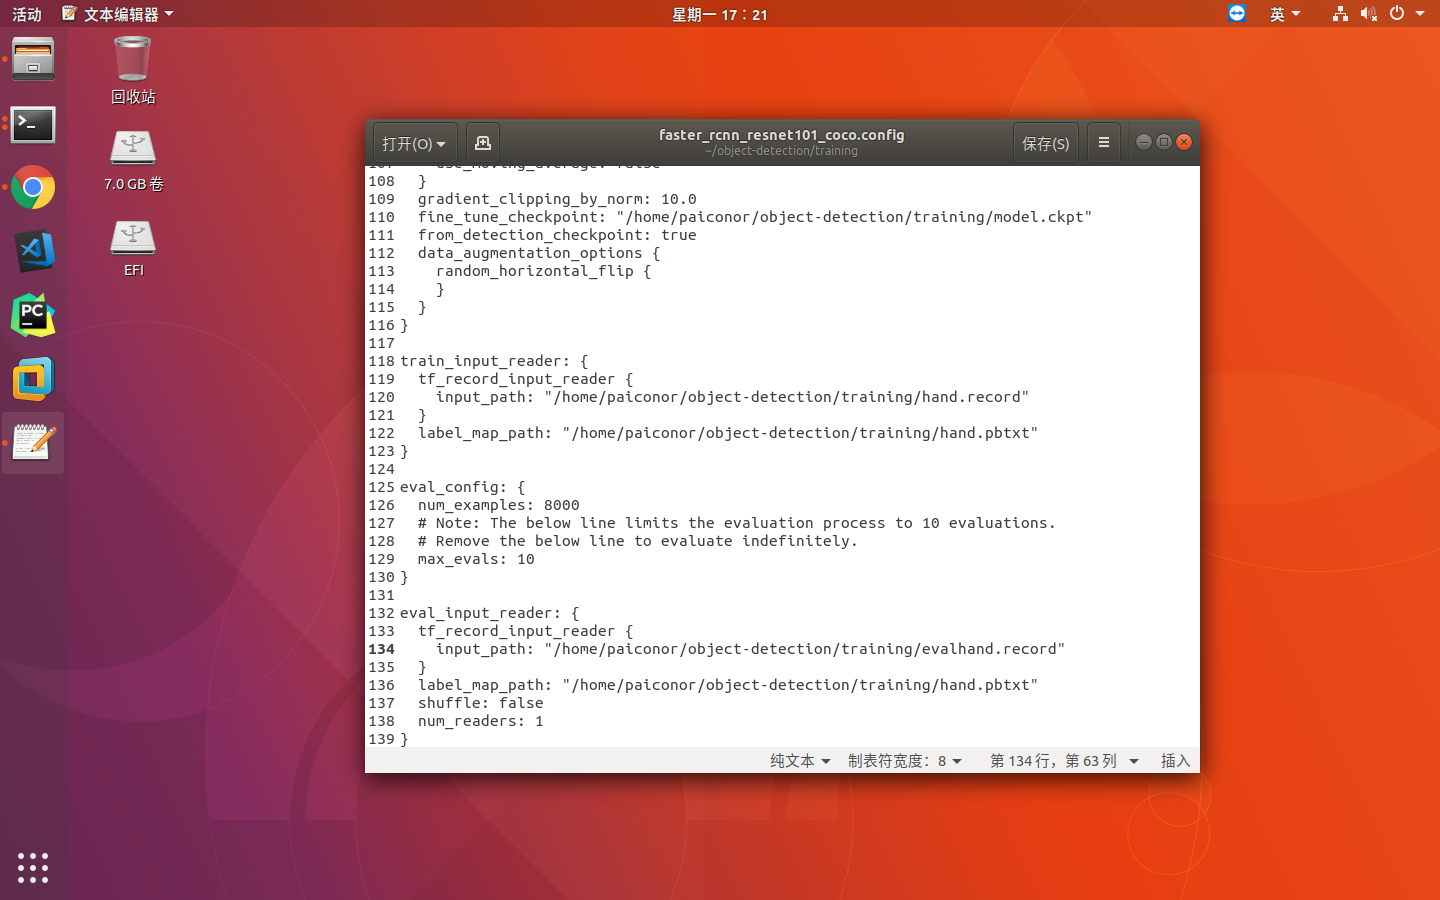 活动 文本编辑器 星期一 17：21 英
回收站
7.0 GB 卷
EFI
PC
打开(O) faster_rcnn_resnet101_coco.config 保存(S)
~/object-detection/training
108 }
109 gradient_clipping_by_norm: 10.0
110 fine_tune_checkpoint: "/home/paiconor/object-detection/training/model.ckpt"
111 from_detection_checkpoint: true
112 data_augmentation_options {
113 random_horizontal_flip {
114 }
115 }
116 }
117
118 train_input_reader: {
119 tf_record_input_reader {
120 input_path: "/home/paiconor/object-detection/training/hand.record"
121 }
122 label_map_path: "/home/paiconor/object-detection/training/hand.pbtxt"
123 }
124
125 eval_config: {
126 num_examples: 8000
127 # Note: The below line limits the evaluation process to 10 evaluations.
128 # Remove the below line to evaluate indefinitely.
129 max_evals: 10
130 }
131
132 eval_input_reader: {
133 tf_record_input_reader {
134 input_path: "/home/paiconor/object-detection/training/evalhand.record"
135 }
136 label_map_path: "/home/paiconor/object-detection/training/hand.pbtxt"
137 shuffle: false
138 num_readers: 1
139 }
纯文本 制表符宽度：8 第 134 行，第 63 列 插入